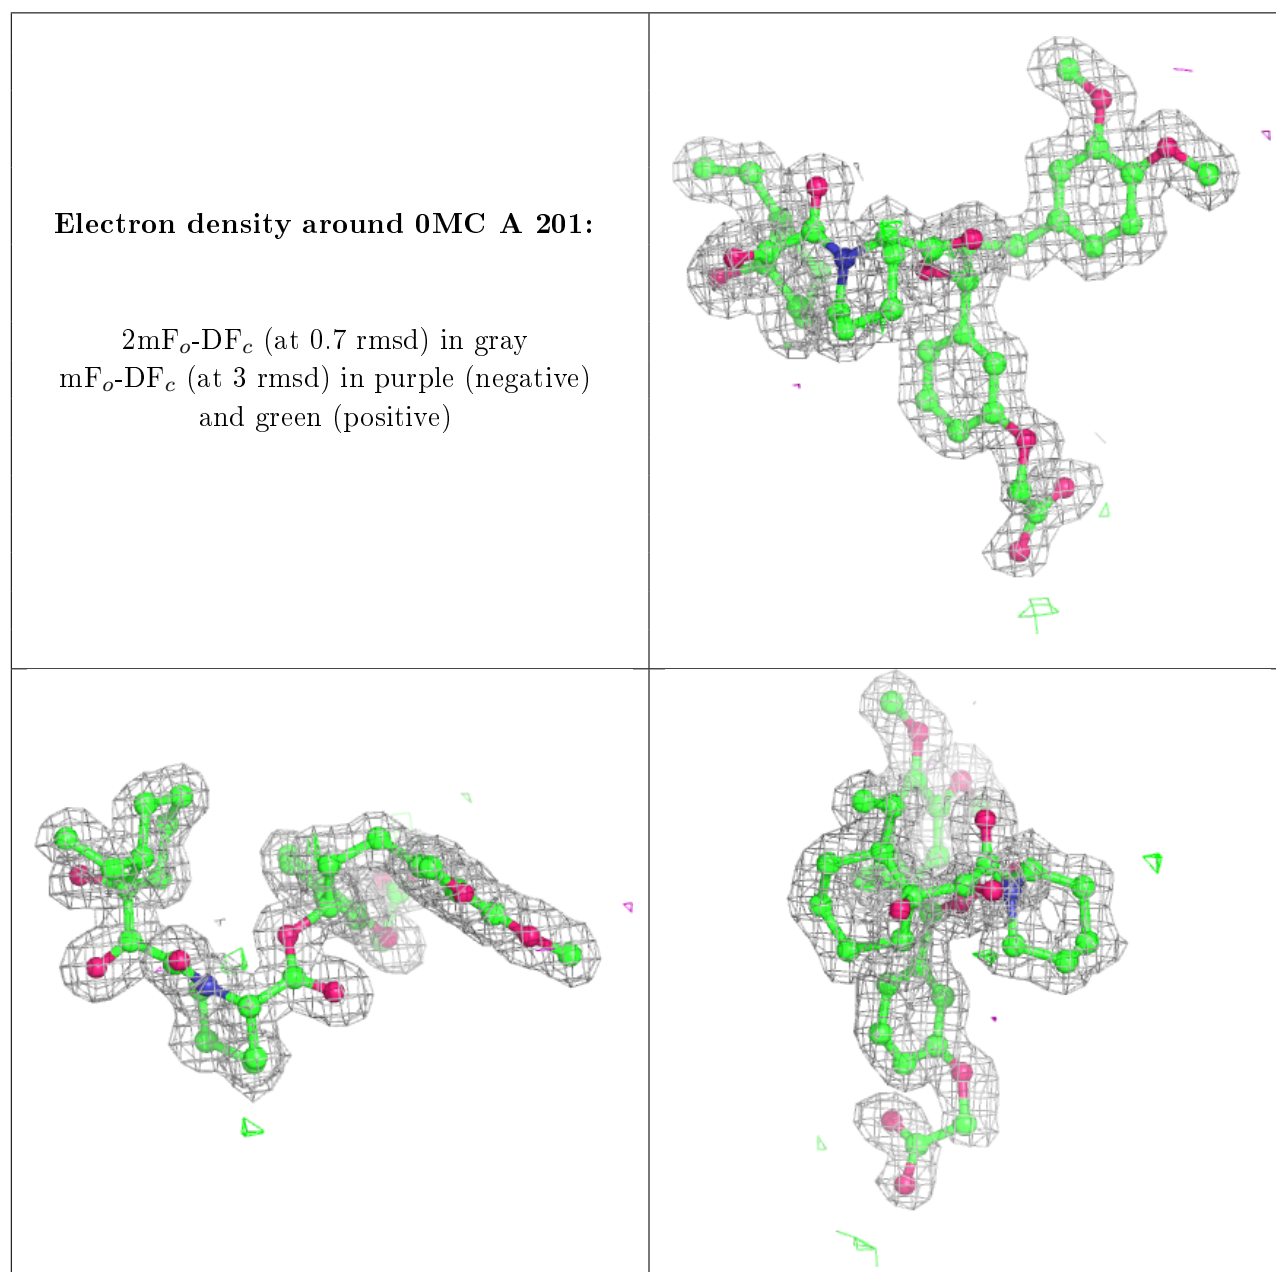 Electron density around 0MC A 201:
2mFₒ-DF𝒸 (at 0.7 rmsd) in gray
mFₒ-DF𝒸 (at 3 rmsd) in purple (negative)
and green (positive)